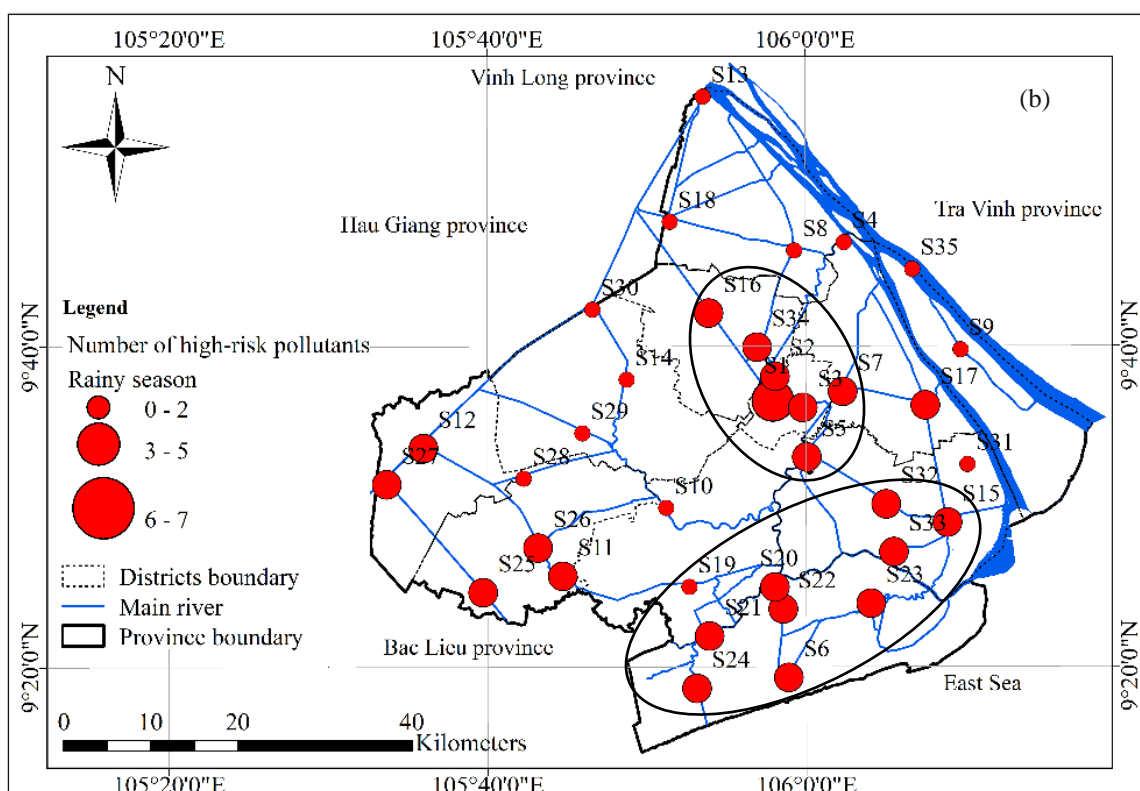 105°20'0"E 105°40'0"E 106°0'0"E
N
Vinh Long province
S13
(b)
S18
Hau Giang province
S8
S4
Tra Vinh province
S35
S30
S16
Legend
S34
S9
Number of high-risk pollutants
9°40'0"N
S2
9°40'0"N
Rainy season
S14
S1
S3
S7
S17
0 - 2
S12
S29
S5
3 - 5
S27
S28
S31
S32
S10
S15
6 - 7
S26
S33
S25
S11
S19
S20
Districts boundary
S22
S23
Main river
S21
Province boundary
Bac Lieu province
S24
S6
9°20'0"N
East Sea
9°20'0"N
0 10 20 40
Kilometers
105°20'0"E 105°40'0"E 106°0'0"E